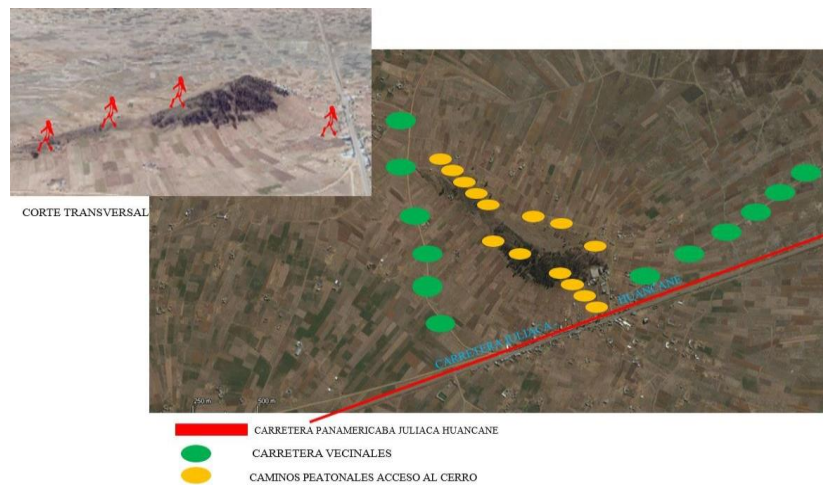 CORTE TRANSVERSAL
CARRETERA JULIACA HUANCANE
250 m 500 m
CARRETERA PANAMERICABA JULIACA HUANCANE
CARRETERA VECINALES
CAMINOS PEATONALES ACCESO AL CERRO